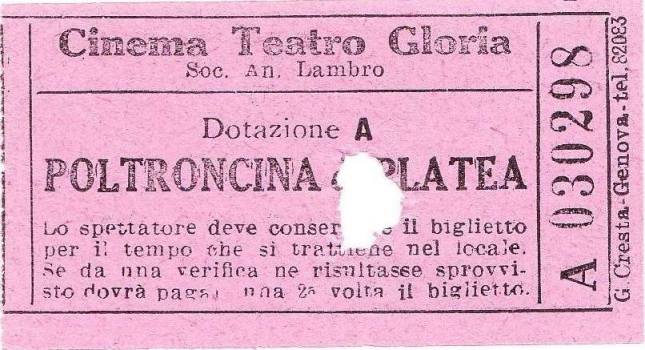 Cinema Teatro Gloria
Soc. An. Lambro
Dotazione A
POLTRONCINA PLATEA
Lo spettatore deve conser e il biglietto
per il tempo che si trattiene nel locale.
Se da una verifica ne risultasse sprovvi-
sto dovrà paga una 2ª volta il biglietto.
A 030298
G. Cresta-Genova-tel. 82083